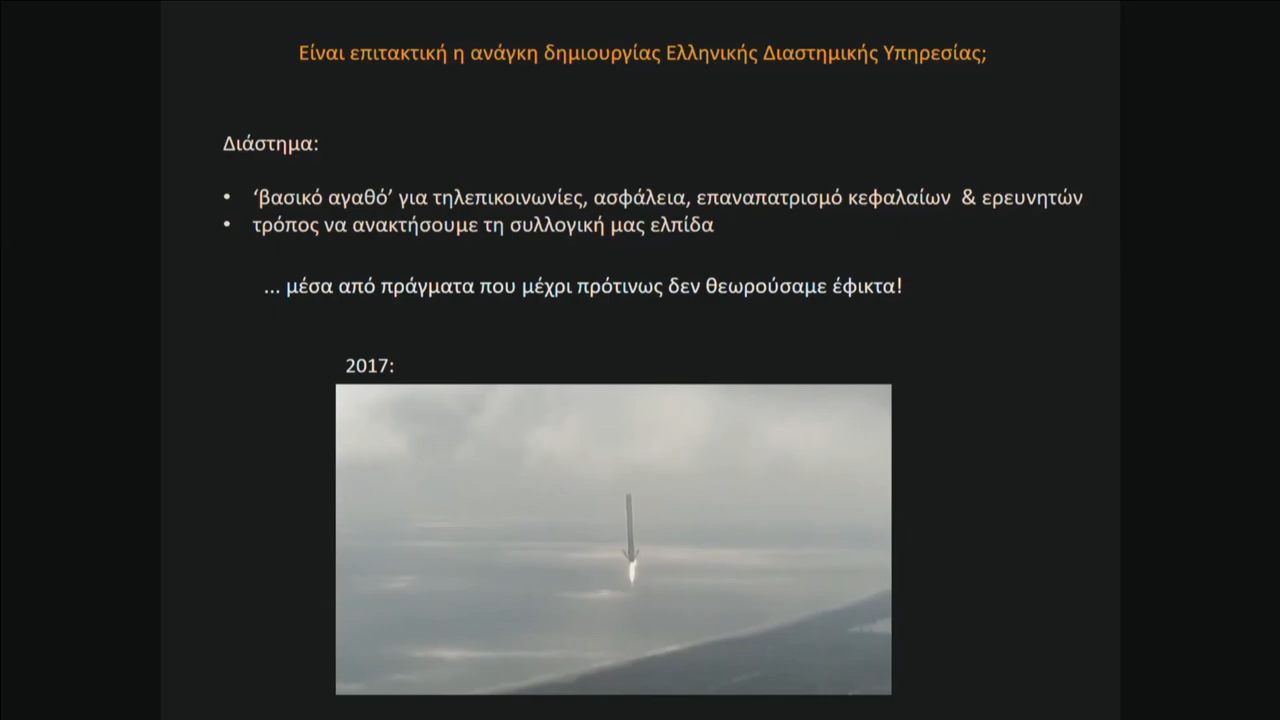 Είναι επιτακτική η ανάγκη δημιουργίας Ελληνικής Διαστημικής Υπηρεσίας;
Διάστημα:
• ‘βασικό αγαθό’ για τηλεπικοινωνίες, ασφάλεια, επαναπατρισμό κεφαλαίων & ερευνητών
• τρόπος να ανακτήσουμε τη συλλογική μας ελπίδα
... μέσα από πράγματα που μέχρι πρότινως δεν θεωρούσαμε έφικτα!
2017: